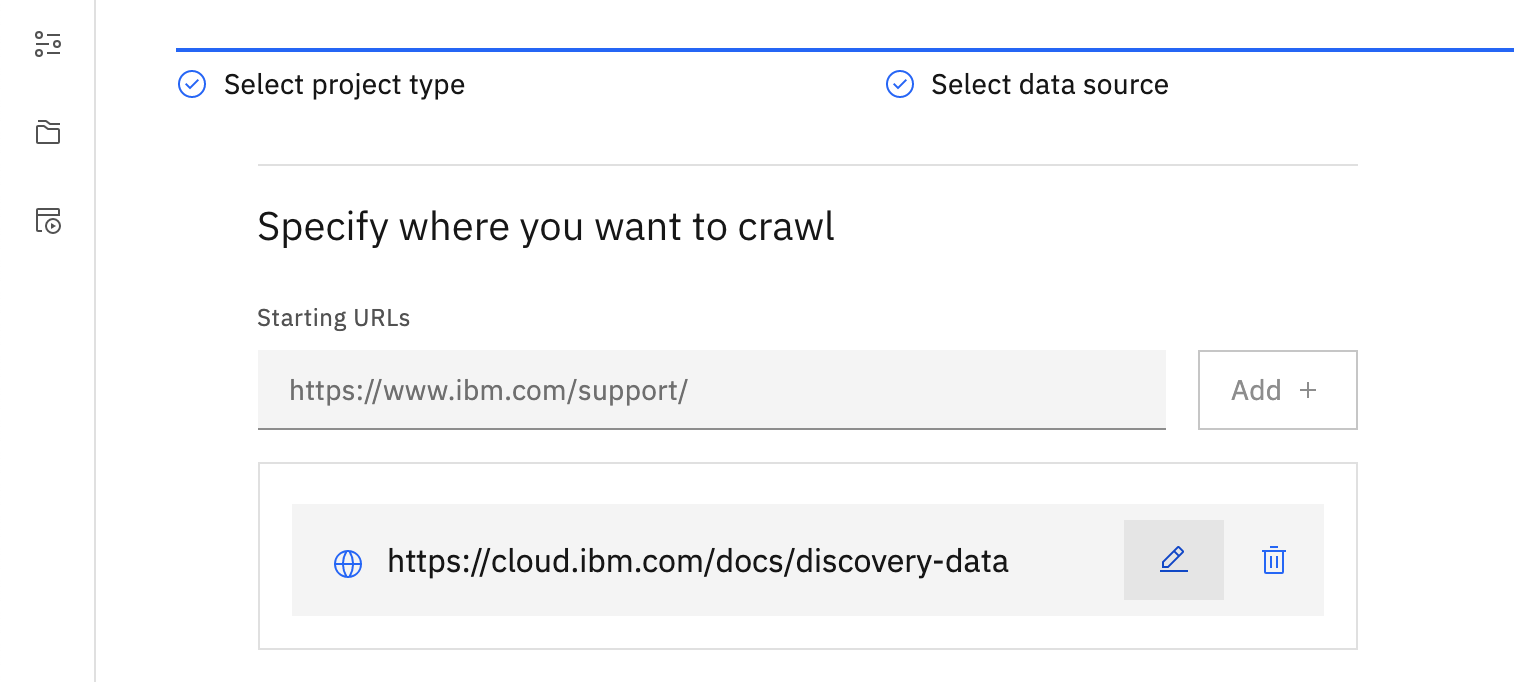 Select project type
Select data source
Specify where you want to crawl
Starting URLs
https://www.ibm.com/support/
Add +
https://cloud.ibm.com/docs/discovery-data